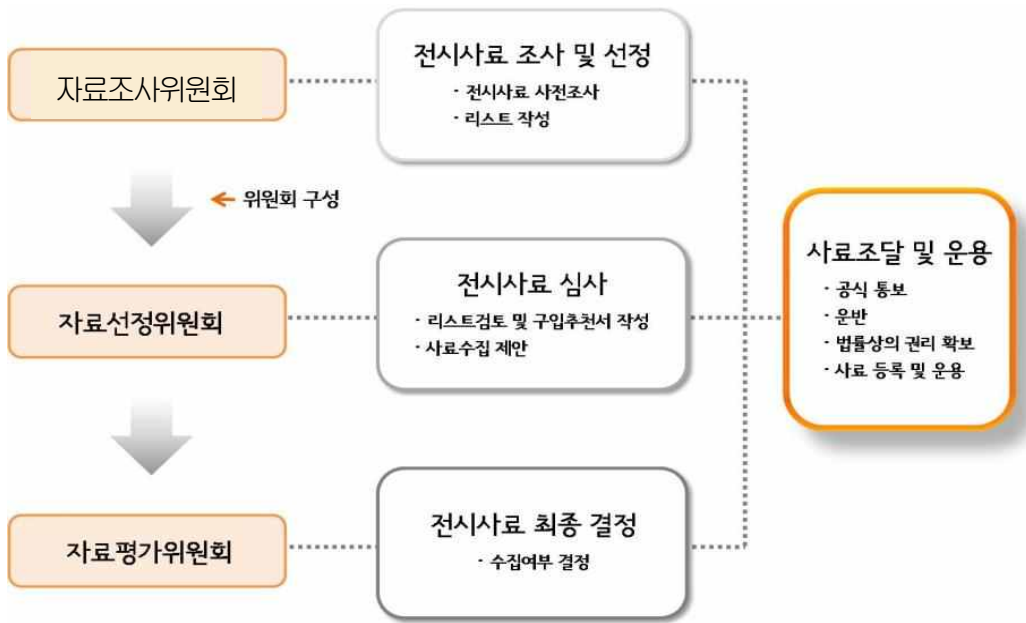 자료조사위원회
전시사료 조사 및 선정
· 전시사료 사전조사
· 리스트 작성
← 위원회 구성
자료선정위원회
전시사료 심사
· 리스트검토 및 구입추천서 작성
· 사료수집 제안
사료조달 및 운용
· 공식 통보
· 운반
· 법률상의 권리 확보
· 사료 등록 및 운용
자료평가위원회
전시사료 최종 결정
· 수집여부 결정